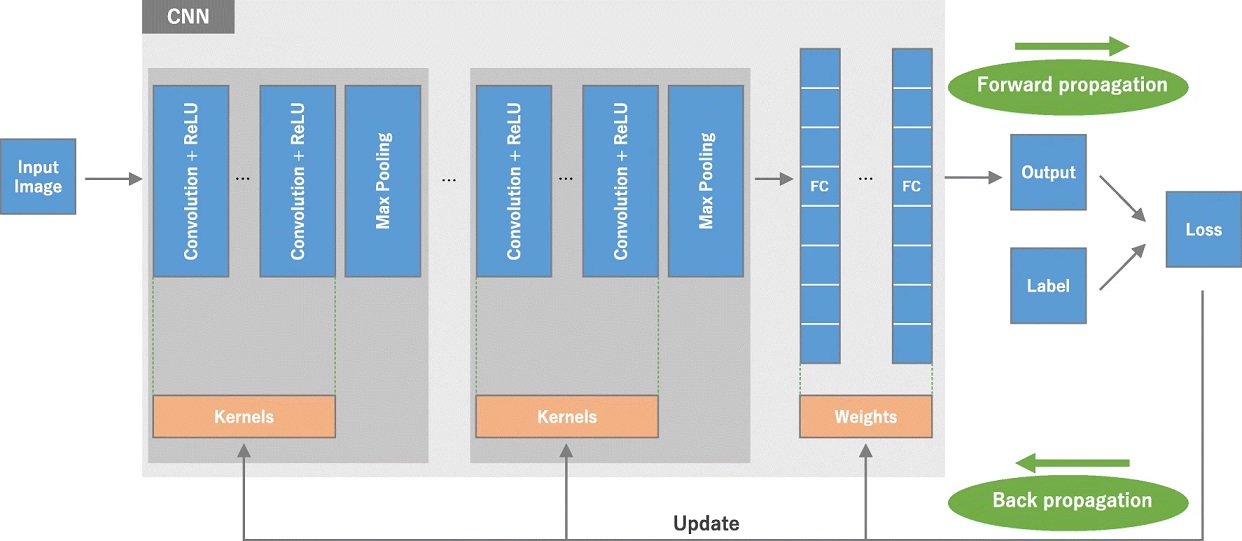 CNN
Input
Image
Convolution + ReLU
...
Convolution + ReLU
Max Pooling
...
Convolution + ReLU
...
Convolution + ReLU
Max Pooling
FC
...
FC
Forward propagation
Output
Label
Loss
Kernels
Kernels
Weights
Back propagation
Update